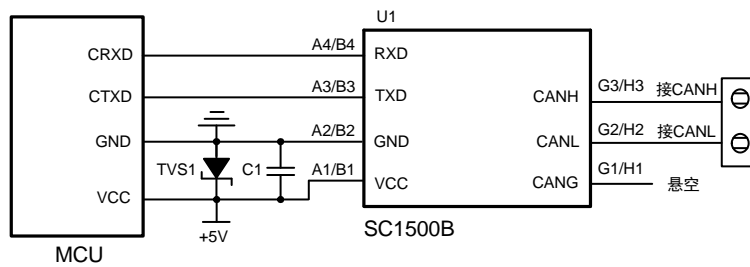 U1
CRXD A4/B4 RXD
CTXD A3/B3 TXD CANH G3/H3 接CANH
GND A2/B2 GND CANL G2/H2 接CANL
TVS1 C1 A1/B1
VCC VCC CANG G1/H1 悬空
+5V
MCU SC1500B